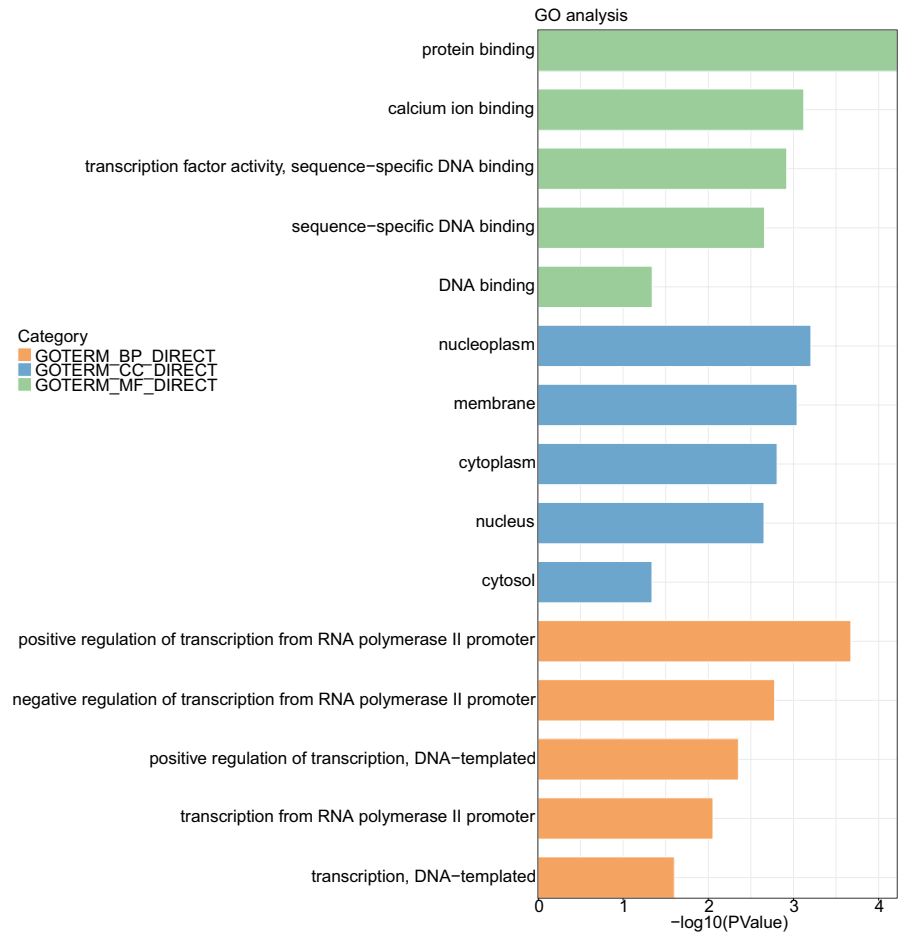 GO analysis
protein binding
calcium ion binding
transcription factor activity, sequence−specific DNA binding
sequence−specific DNA binding
DNA binding
Category
GOTERM_BP_DIRECT
GOTERM_CC_DIRECT
GOTERM_MF_DIRECT
nucleoplasm
membrane
cytoplasm
nucleus
cytosol
positive regulation of transcription from RNA polymerase II promoter
negative regulation of transcription from RNA polymerase II promoter
positive regulation of transcription, DNA−templated
transcription from RNA polymerase II promoter
transcription, DNA−templated
0 1 2 3 4
−log10(PValue)